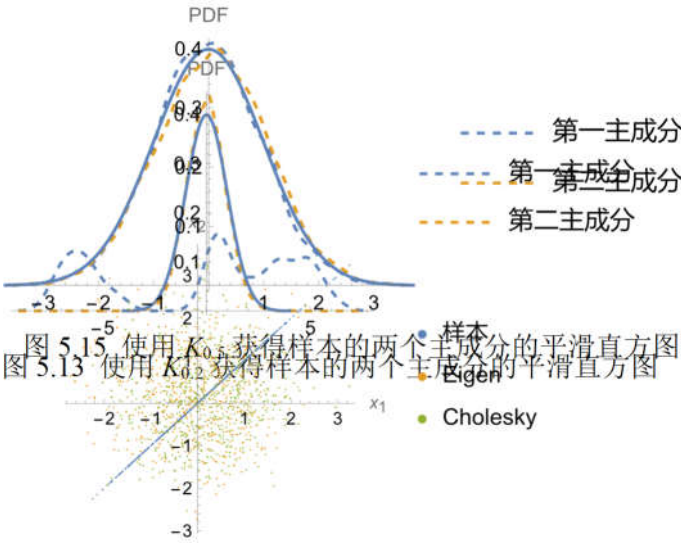 PDF
0.4
PDF
0.3
0.4
0.3
0.2
0.2
0.1
0.1
3
−3 −2 −1 1 2 3
−5 5
第一主成分
第二主成分
第一主成分
第二主成分
2
图 5.15 使用 K0.5 获得样本的两个主成分的平滑直方图
图 5.13 使用 K0.2 获得样本的两个主成分的平滑直方图
样本
Eigen
Cholesky
−2 −1 1 2 3 x1
−1
−2
−3